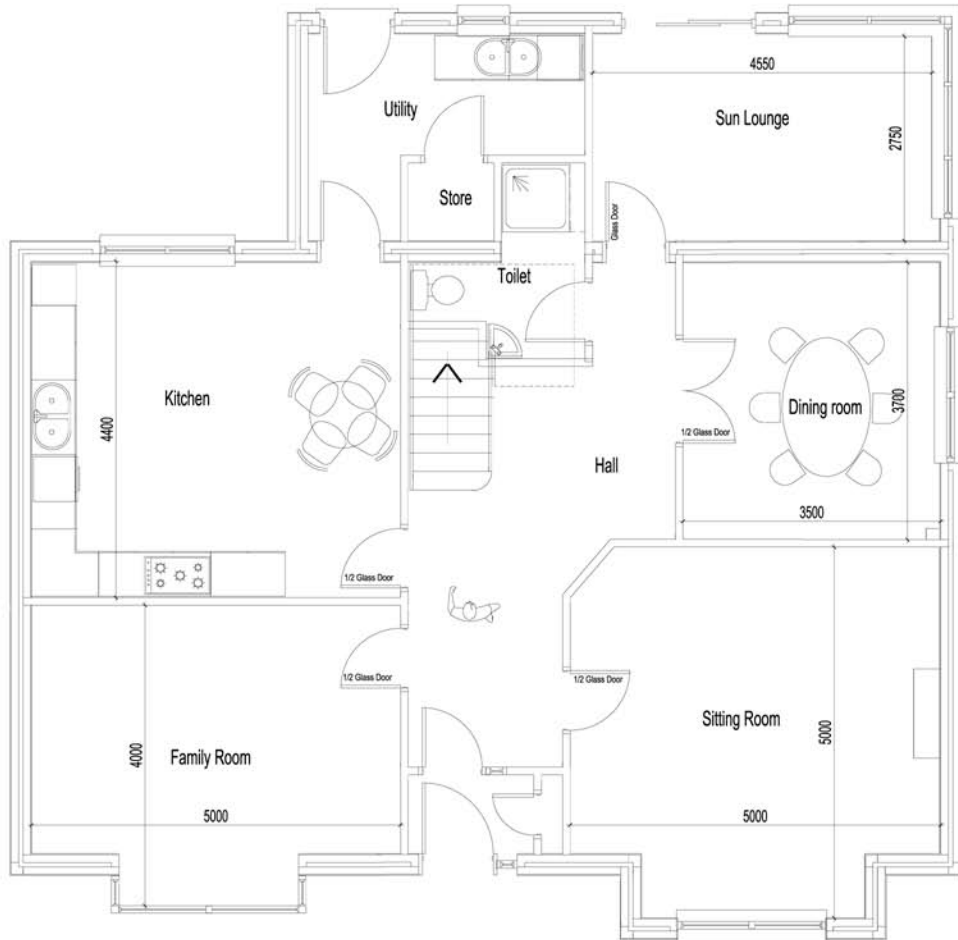 4550
Utility
Sun Lounge
2750
Store
Glass Door
Toilet
Kitchen
4400
Dining room
3700
1/2 Glass Door
Hall
3500
1/2 Glass Door
1/2 Glass Door
1/2 Glass Door
Sitting Room
5000
Family Room
4000
5000
5000